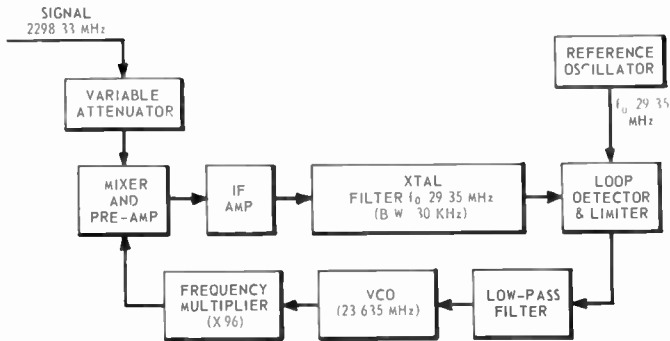 SIGNAL
2298 33 MHz
VARIABLE
ATTENUATOR
REFERENCE
OSCILLATOR
f₀ 29 35
MHz
MIXER
AND
PRE-AMP
IF
AMP
XTAL
FILTER f₀ 29 35 MHz
(B W 30 KHz)
LOOP
DETECTOR
& LIMITER
FREQUENCY
MULTIPLIER
(X 96)
VCO
(23 635 MHz)
LOW-PASS
FILTER